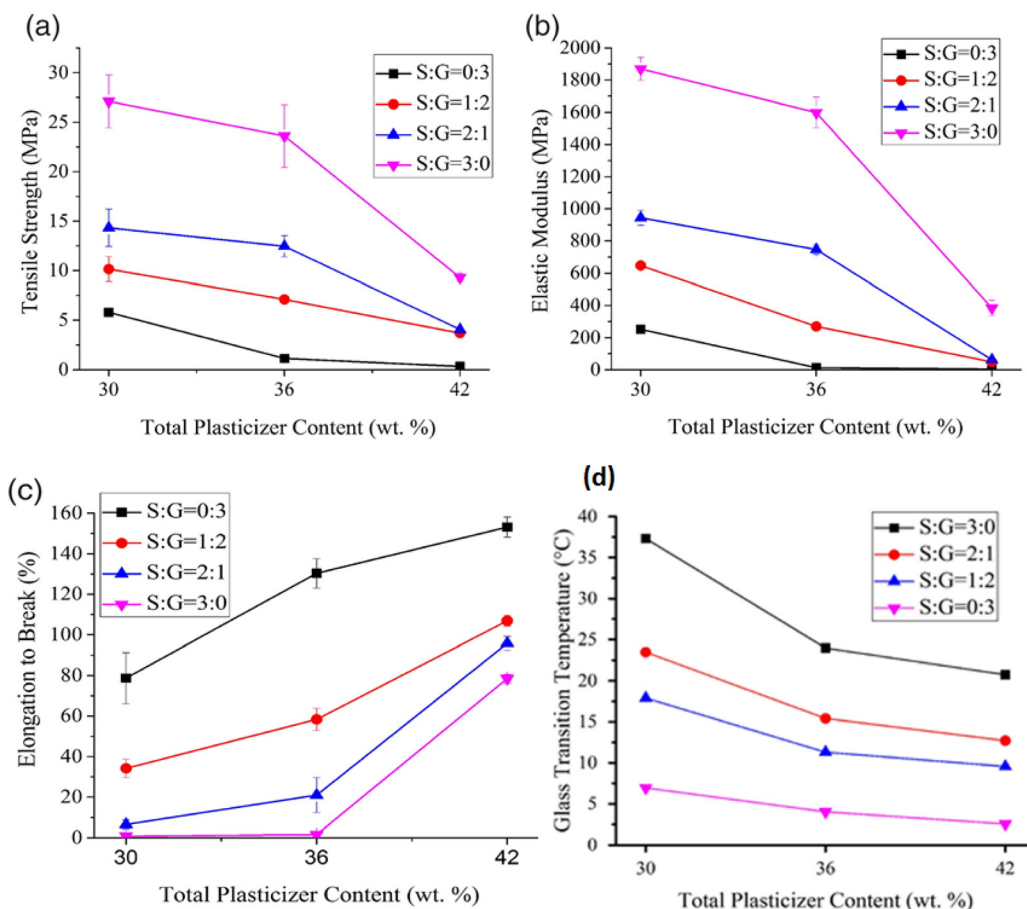 (a)
Tensile Strength (MPa)
30
25
20
15
10
5
0
S:G=0:3
S:G=1:2
S:G=2:1
S:G=3:0
30 36 42
Total Plasticizer Content (wt. %)
(b)
Elastic Modulus (MPa)
2000
1800
1600
1400
1200
1000
800
600
400
200
0
S:G=0:3
S:G=1:2
S:G=2:1
S:G=3:0
30 36 42
Total Plasticizer Content (wt. %)
(c)
Elongation to Break (%)
160
140
120
100
80
60
40
20
0
S:G=0:3
S:G=1:2
S:G=2:1
S:G=3:0
30 36 42
Total Plasticizer Content (wt. %)
(d)
Glass Transition Temperature (°C)
40
35
30
25
20
15
10
5
0
S:G=3:0
S:G=2:1
S:G=1:2
S:G=0:3
30 36 42
Total Plasticizer Content (wt. %)